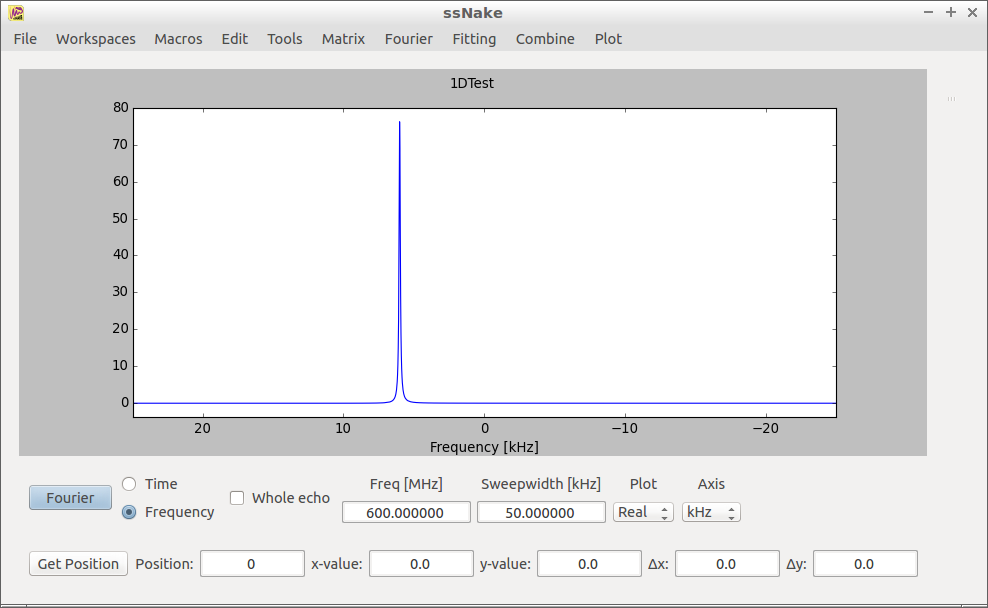 ssNake
File Workspaces Macros Edit Tools Matrix Fourier Fitting Combine Plot
1DTest
80
70
60
50
40
30
20
10
0
20 10 0 −10 −20
Frequency [kHz]
Time Freq [MHz] Sweepwidth [kHz] Plot Axis
Fourier Whole echo
Frequency 600.000000 50.000000 Real kHz
Get Position Position: 0 x-value: 0.0 y-value: 0.0 Δx: 0.0 Δy: 0.0